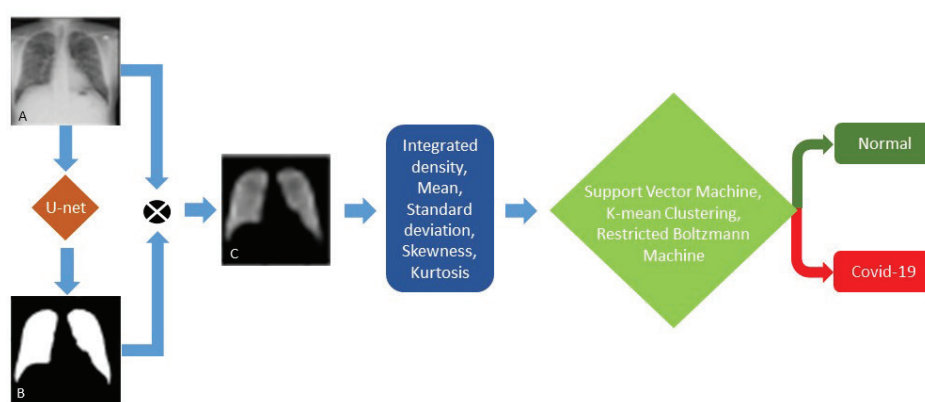 A
U-net
B
C
Integrated
density,
Mean,
Standard
deviation,
Skewness,
Kurtosis
Support Vector Machine,
K-mean Clustering,
Restricted Boltzmann
Machine
Normal
Covid-19